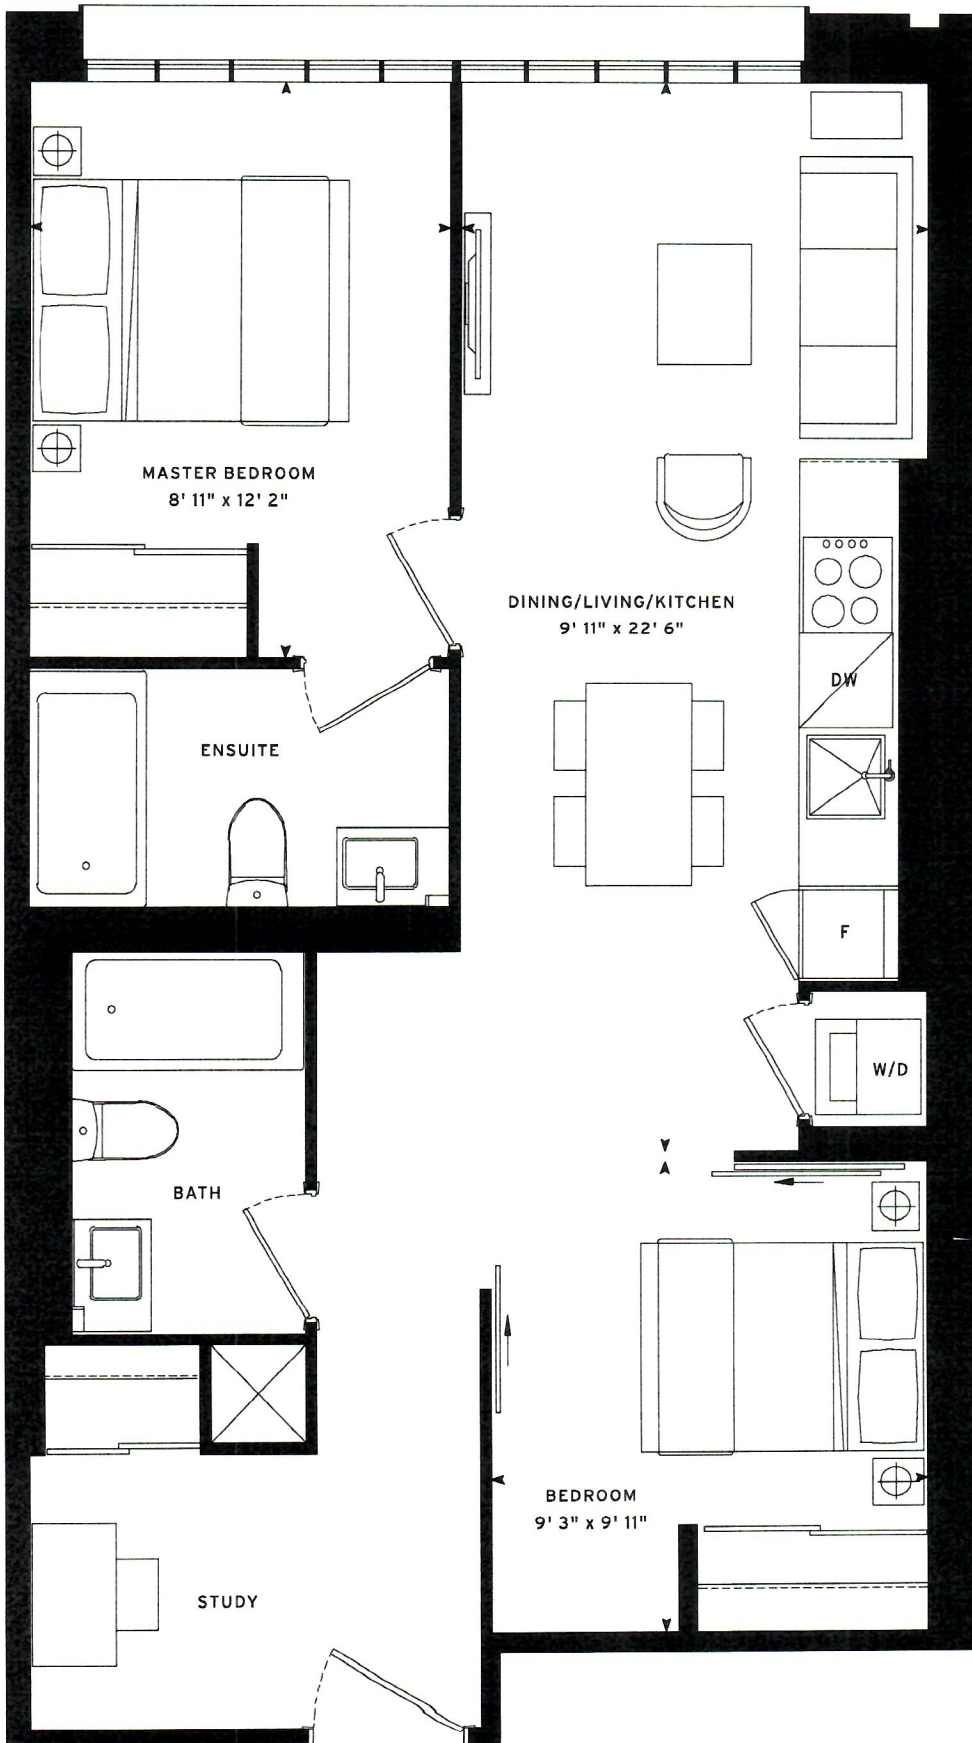 MASTER BEDROOM
8' 11" x 12' 2"
DINING/LIVING/KITCHEN
9' 11" x 22' 6"
DW
ENSUITE
F
W/D
BATH
BEDROOM
9' 3" x 9' 11"
STUDY